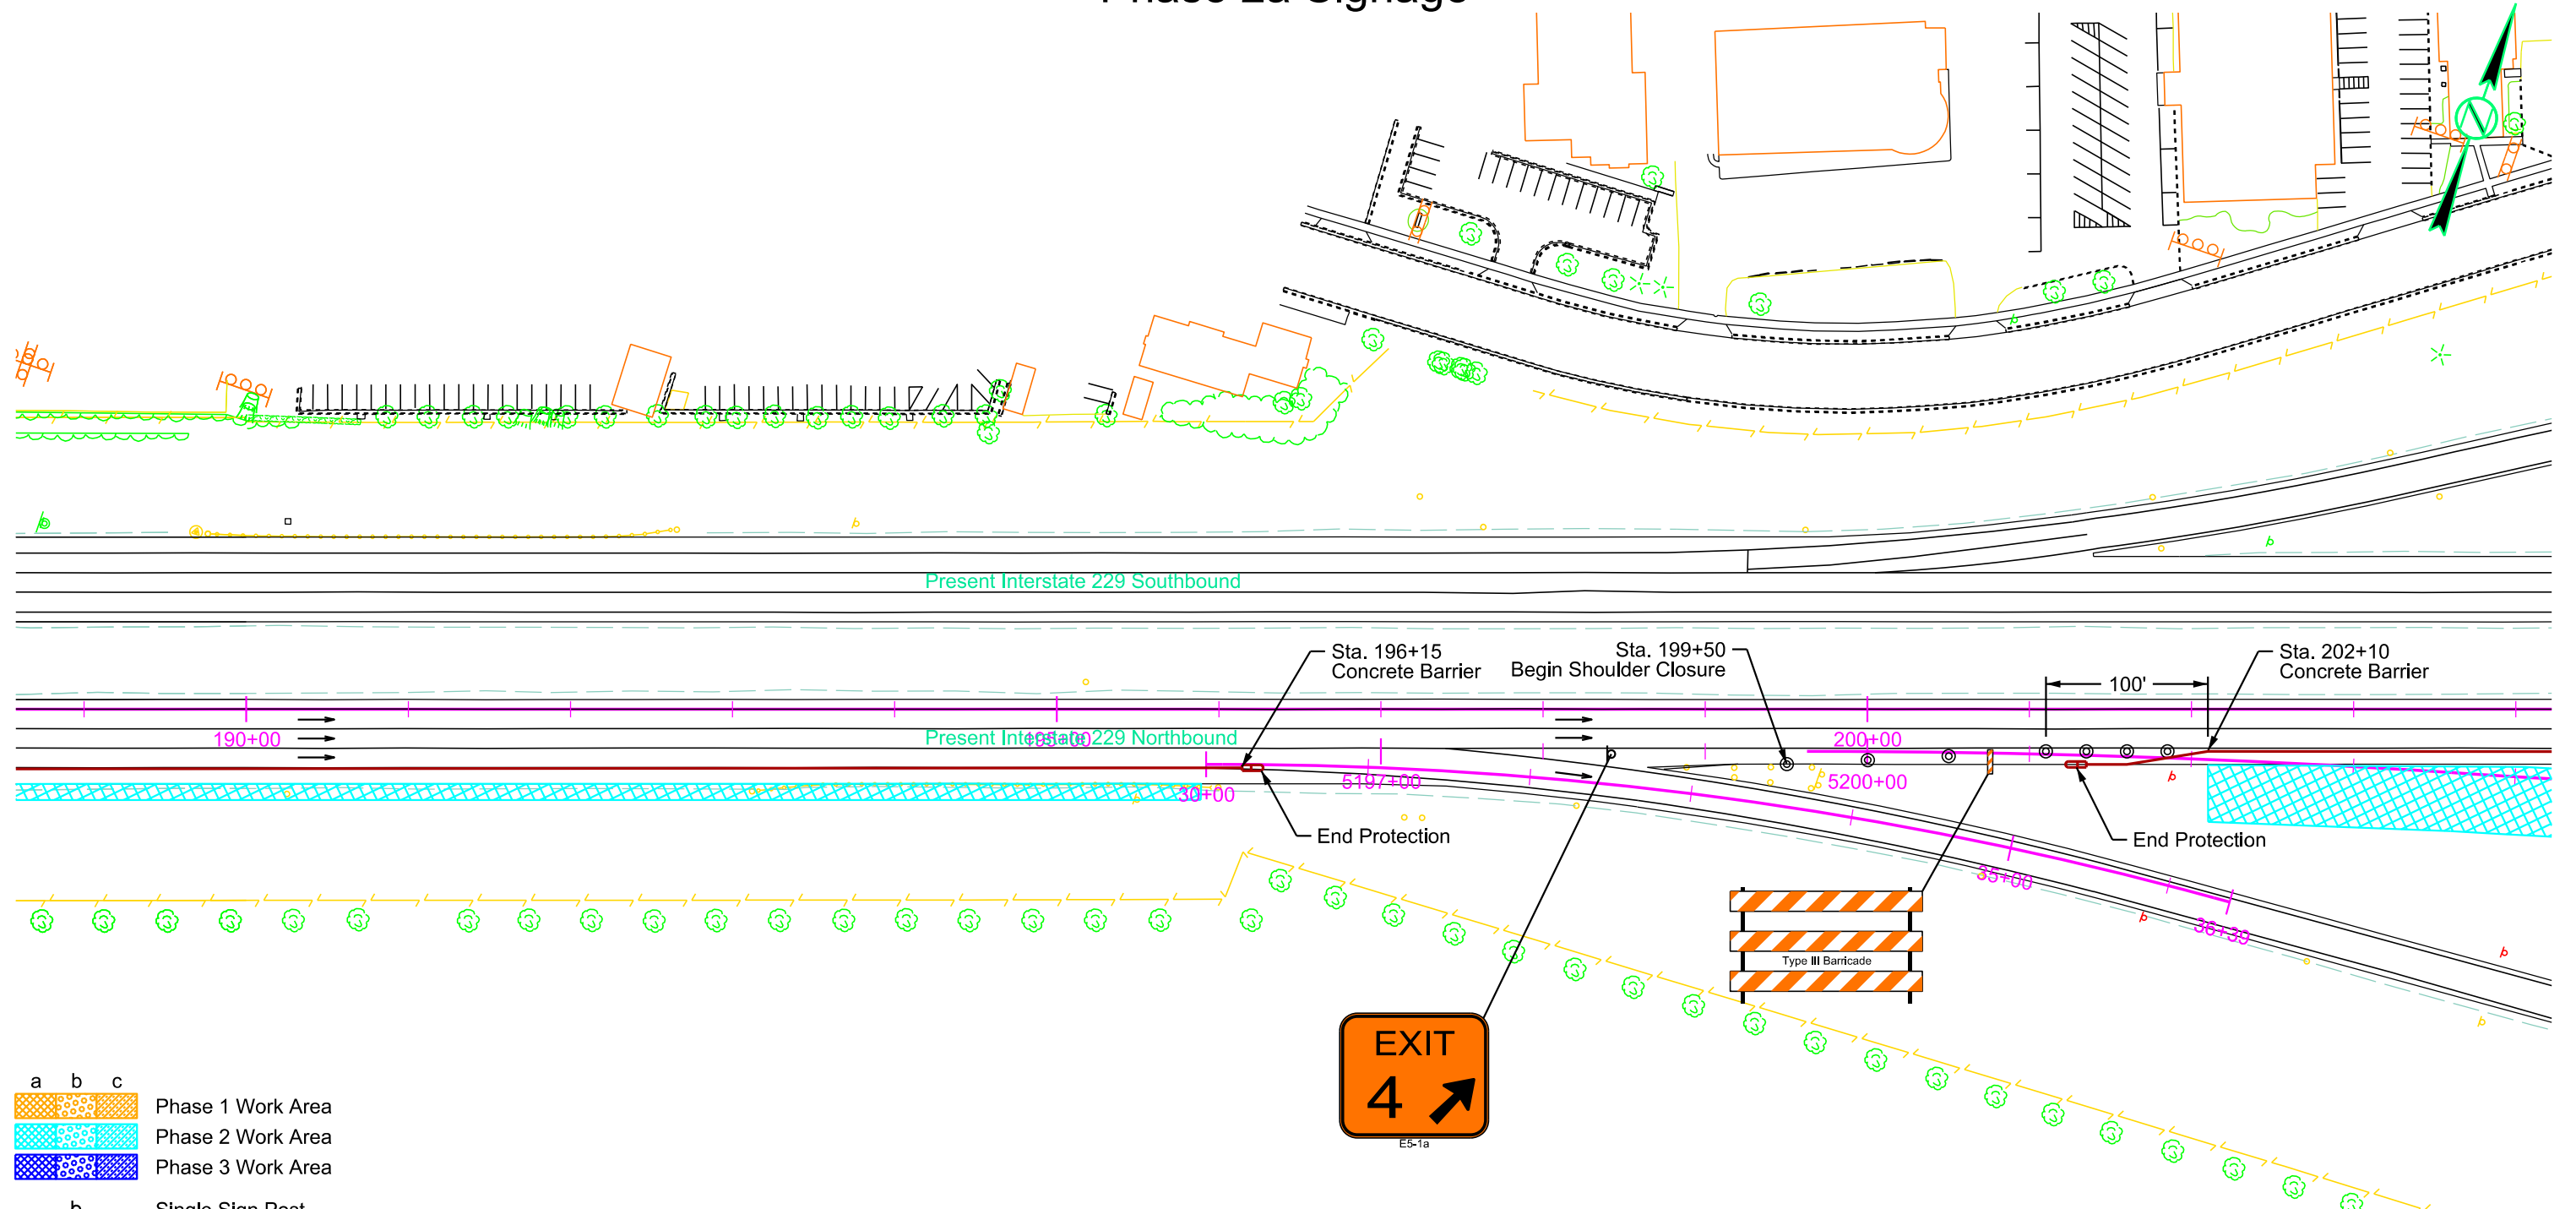 Phase 2a Signage
Present Interstate 229 Southbound
Sta. 196+15
Concrete Barrier
Sta. 199+50
Begin Shoulder Closure
Sta. 202+10
Concrete Barrier
100'
190+00
195+00
Present Interstate 229 Northbound
200+00
30+00
5197+00
5200+00
End Protection
End Protection
35+00
36+39
Type III Barricade
EXIT
4
E5-1a
a b c
Phase 1 Work Area
Phase 2 Work Area
Phase 3 Work Area
Single Sign Post